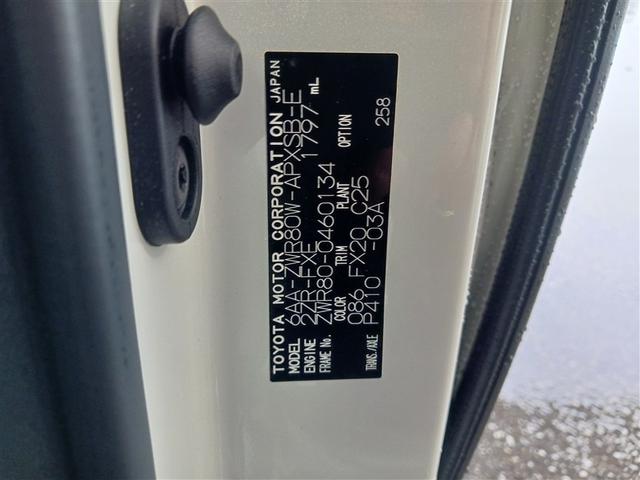 TOYOTA MOTOR CORPORATION JAPAN
MODEL 6AA-ZWR80W-APXSB-E
ENGINE 2ZR-FXE 1797 mL
FRAME No. ZWR80-0460134
COLOR TRIM PLANT OPTION
086 FX20 C25 258
TRANS./AXLE P410 -03A